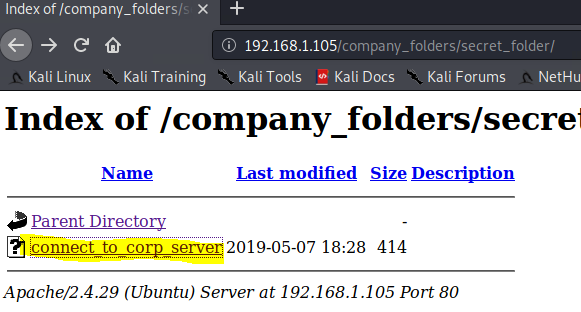 Index of /company_folders/s
192.168.1.105/company_folders/secret_folder/
Kali Linux Kali Training Kali Tools Kali Docs Kali Forums NetHu
Index of /company_folders/secret
Name Last modified Size Description
Parent Directory -
connect_to_corp_server 2019-05-07 18:28 414
Apache/2.4.29 (Ubuntu) Server at 192.168.1.105 Port 80